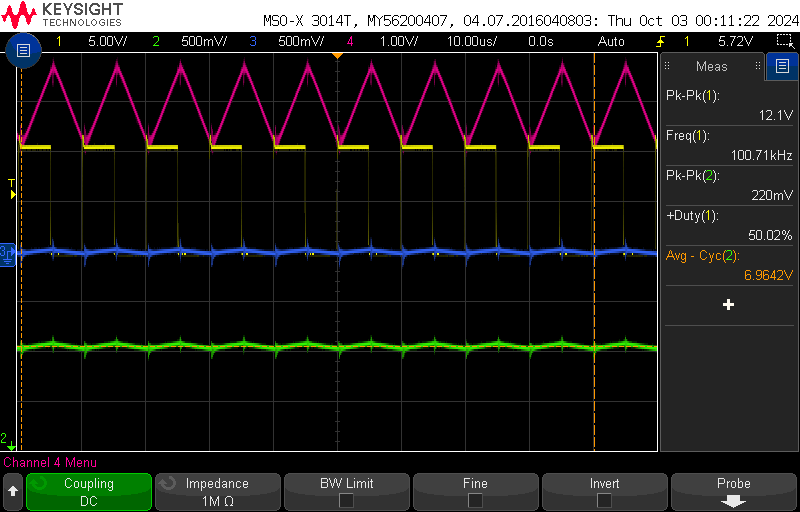 KEYSIGHT
TECHNOLOGIES
MSO-X 3014T, MY56200407, 04.07.2016040803: Thu Oct 03 00:11:22 2024
1 5.00V/ 2 500mV/ 3 500mV/ 4 1.00V/ 10.00us/ 0.0s Auto 1 5.72V
Meas
Pk-Pk(1):
12.1V
Freq(1):
100.71kHz
Pk-Pk(2):
220mV
+Duty(1):
50.02%
Avg - Cyc(2):
6.9642V
+
T
3
2
Channel 4 Menu
Coupling
DC
Impedance
1M Ω
BW Limit
Fine
Invert
Probe